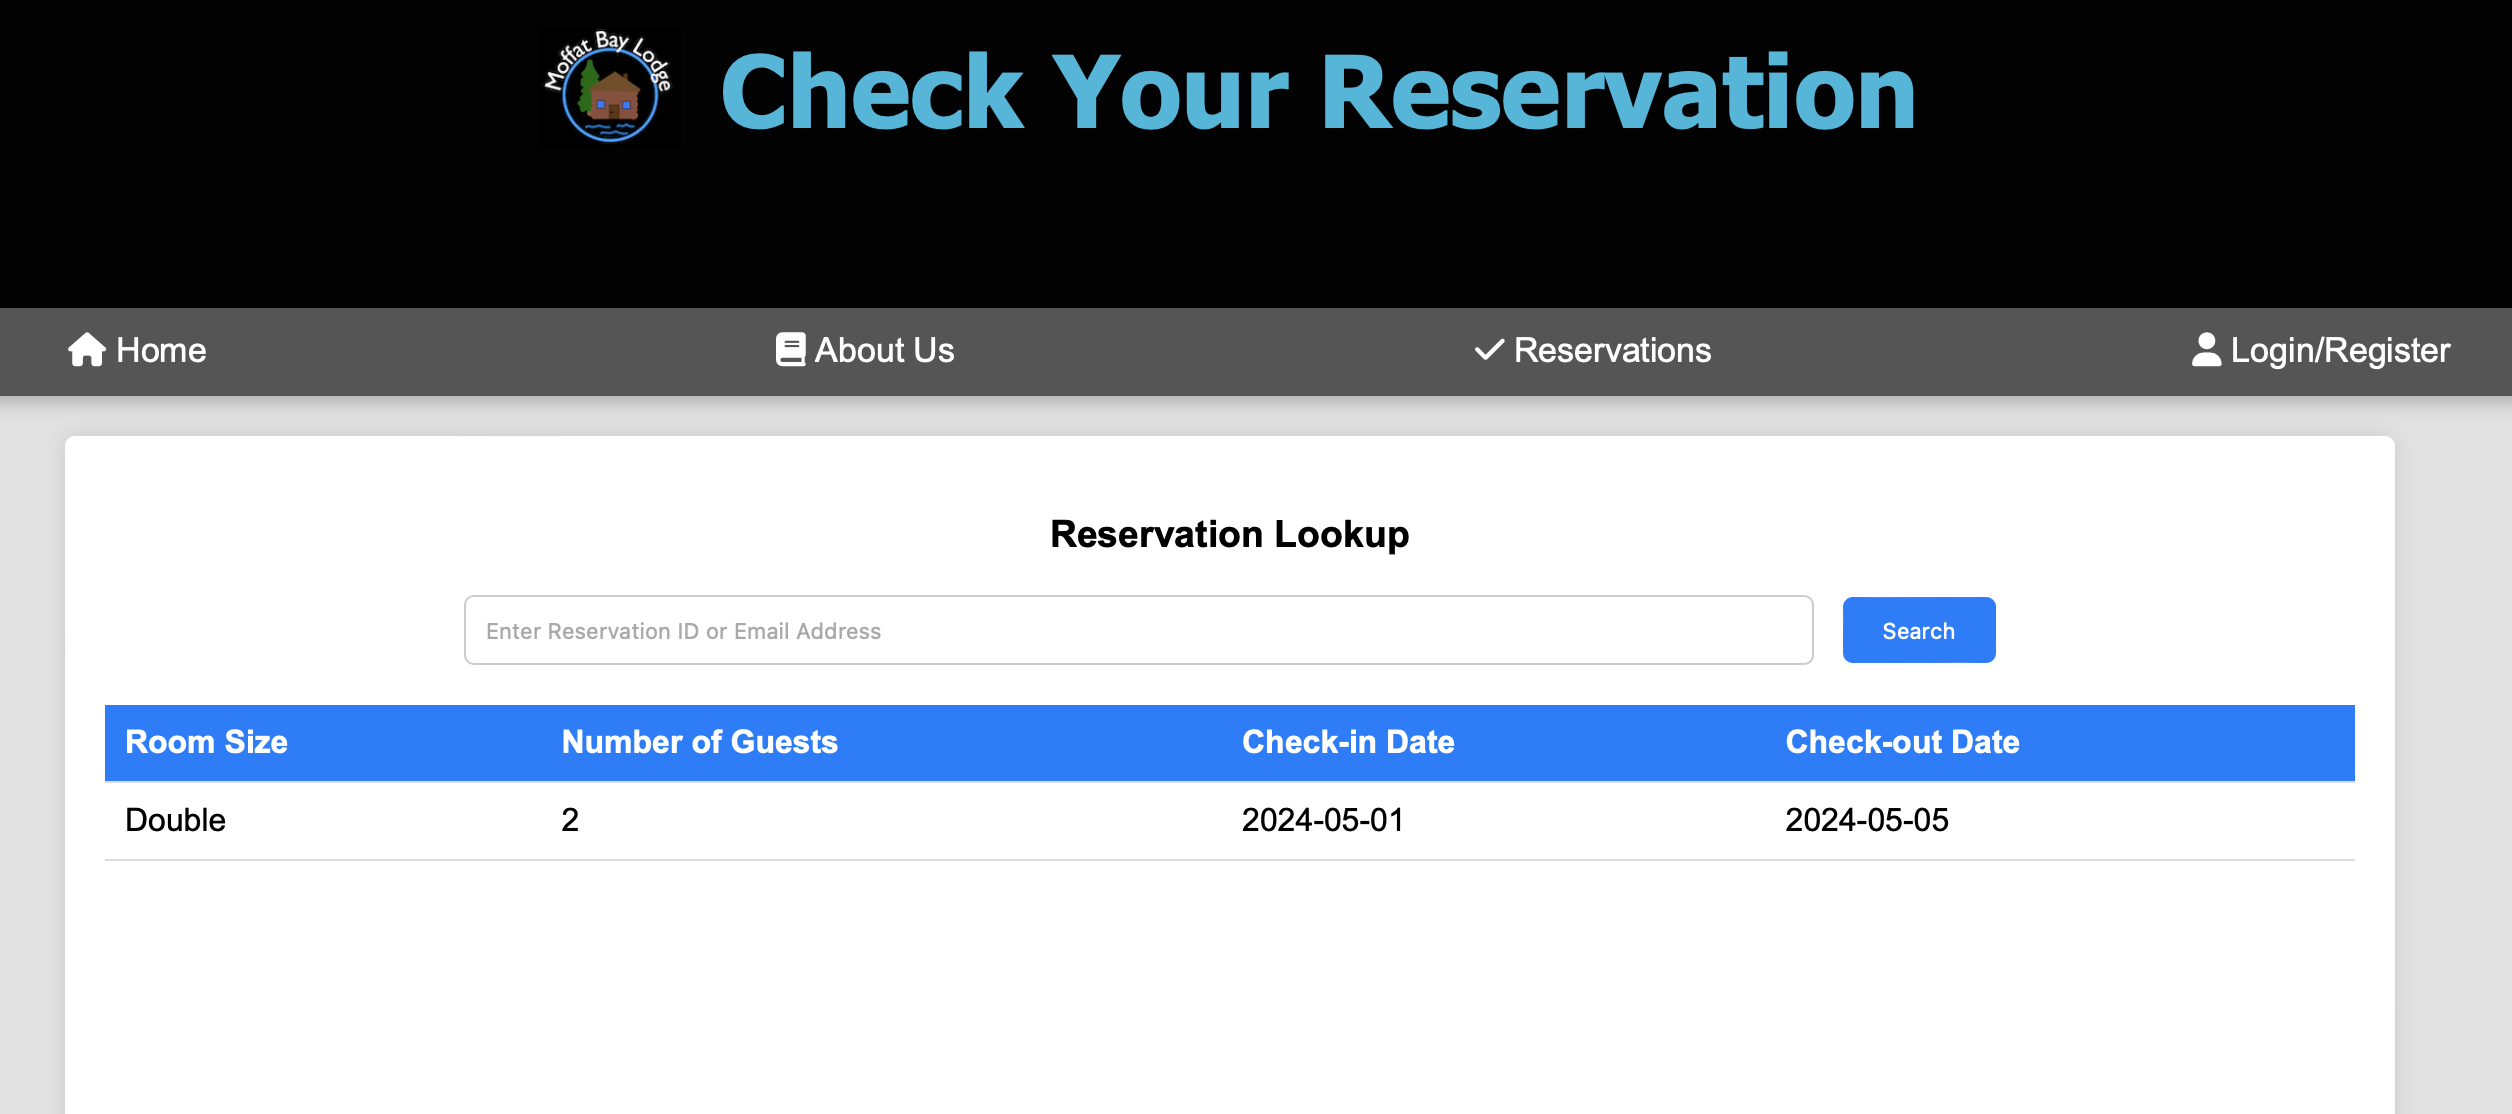 Moffat Bay Lodge
Check Your Reservation
Home About Us Reservations Login/Register
Reservation Lookup
Enter Reservation ID or Email Address Search
Room Size Number of Guests Check-in Date Check-out Date
Double 2 2024-05-01 2024-05-05